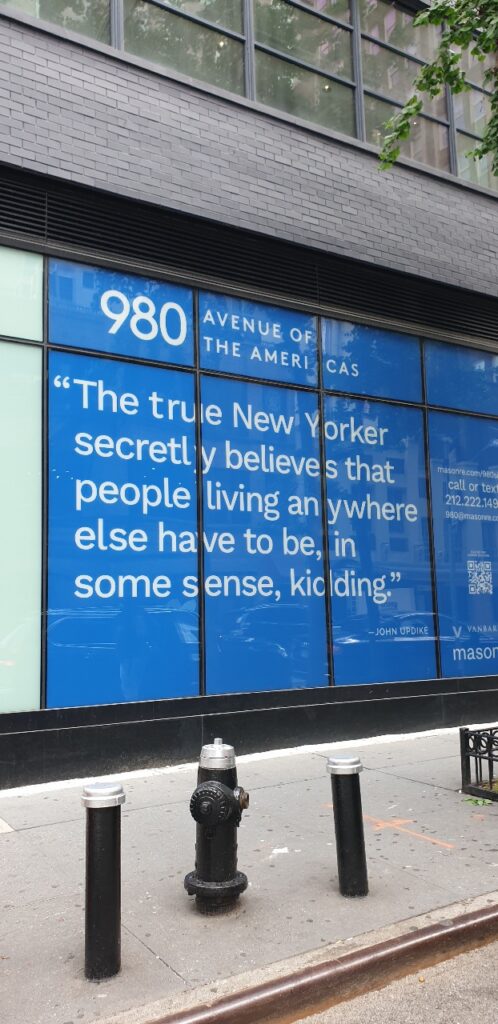 980
AVENUE OF
THE AMERICAS
“The true New Yorker
secretly believes that
people living anywhere
else have to be, in
some sense, kidding.”
—JOHN UPDIKE
call or text